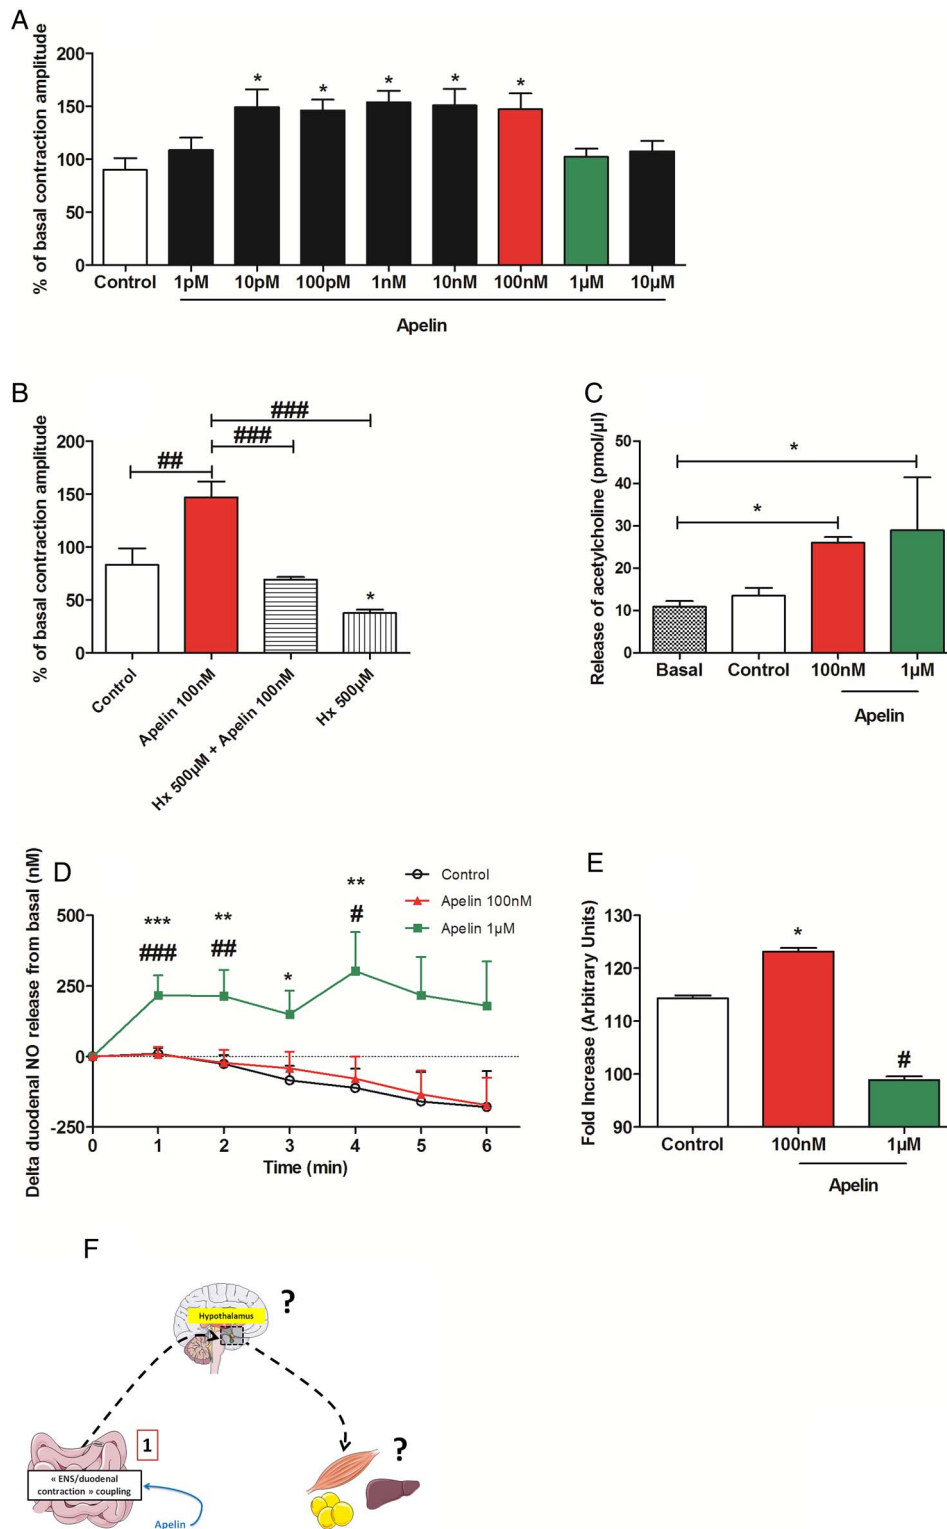 A
% of basal contraction amplitude
200
150
100
50
0
* * * * *
Control 1pM 10pM 100pM 1nM 10nM 100nM 1µM 10µM
Apelin
B
% of basal contraction amplitude
200
150
100
50
0
###
###
##
*
Control
Apelin 100nM
Hx 500µM + Apelin 100nM
Hx 500µM
C
Release of acetylcholine (pmol/µl)
50
40
30
20
10
0
*
*
Basal Control 100nM 1µM
Apelin
D
Delta duodenal NO release from basal (nM)
500
250
0
-250
*** ** * **
### ## #
Control
Apelin 100nM
Apelin 1µM
0 1 2 3 4 5 6
Time (min)
E
Fold Increase (Arbitrary Units)
130
120
110
100
90
*
#
Control 100nM 1µM
Apelin
F
Hypothalamus
?
1
« ENS/duodenal
contraction » coupling
Apelin
?